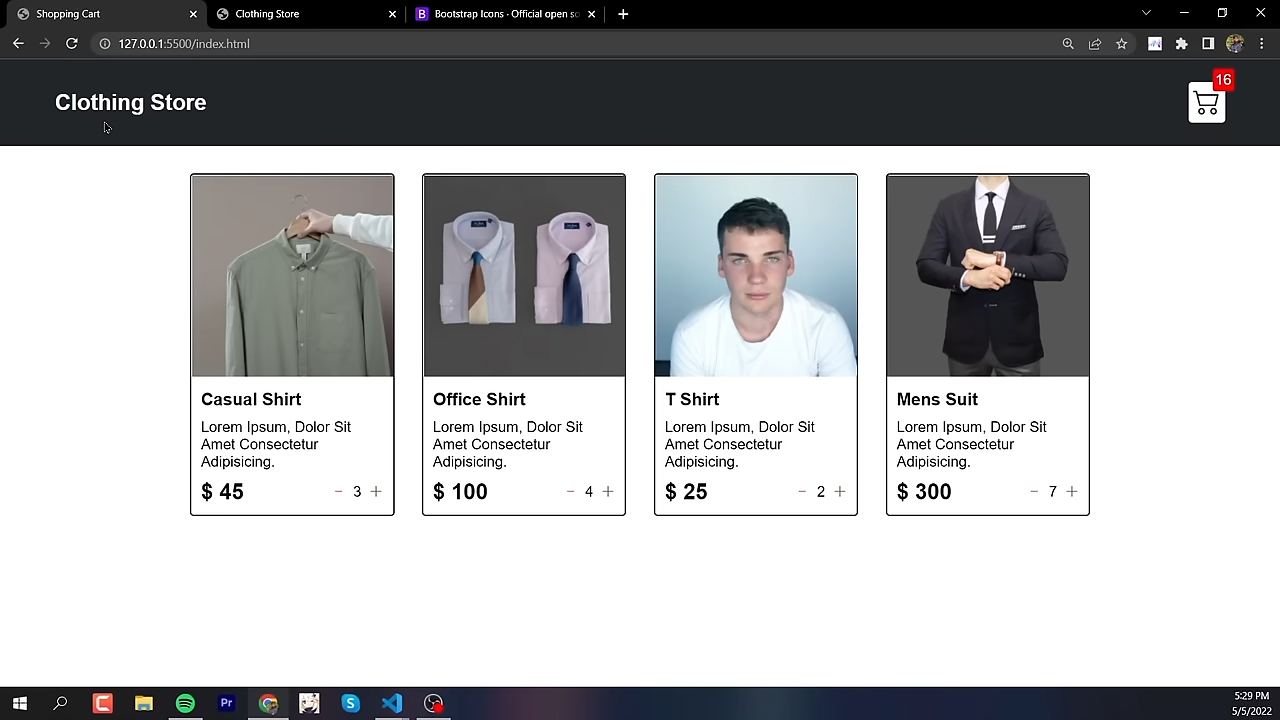 Shopping Cart
Clothing Store
Bootstrap Icons · Official open so
127.0.0.1:5500/index.html
Clothing Store
16
Casual Shirt
Lorem Ipsum, Dolor Sit
Amet Consectetur
Adipisicing.
$ 45
− 3 +
Office Shirt
Lorem Ipsum, Dolor Sit
Amet Consectetur
Adipisicing.
$ 100
− 4 +
T Shirt
Lorem Ipsum, Dolor Sit
Amet Consectetur
Adipisicing.
$ 25
− 2 +
Mens Suit
Lorem Ipsum, Dolor Sit
Amet Consectetur
Adipisicing.
$ 300
− 7 +
5:29 PM
5/5/2022